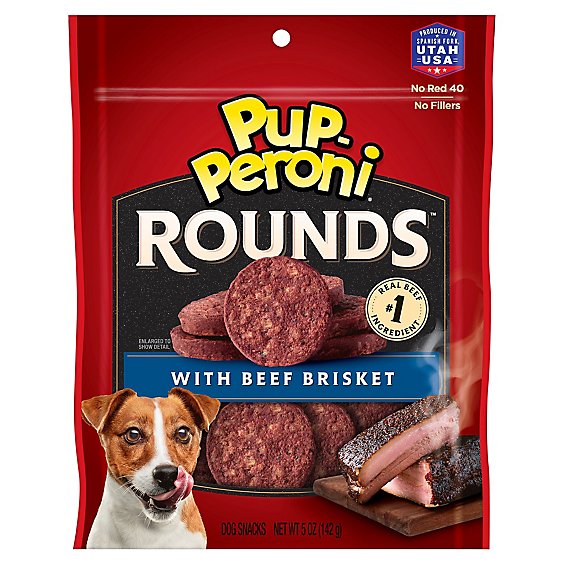 PRODUCED IN
SPANISH FORK,
UTAH
USA
No Red 40
No Fillers
PUP-
PERONI®
ROUNDS™
REAL BEEF
#1
INGREDIENT
ENLARGED TO
SHOW DETAIL
WITH BEEF BRISKET
DOG SNACKS NET WT 5 OZ (142 g)